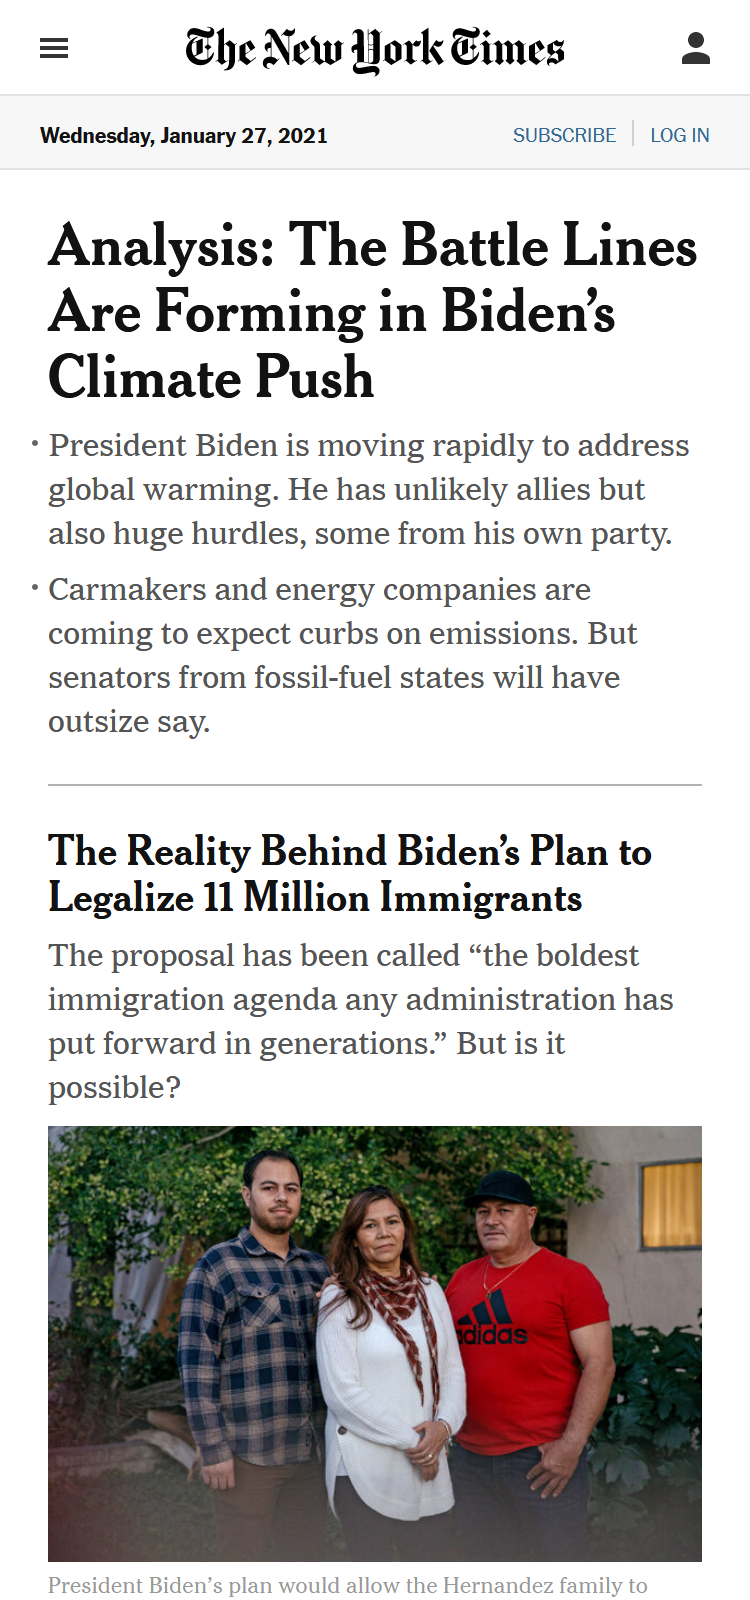 The New York Times
Wednesday, January 27, 2021
SUBSCRIBE
LOG IN
Analysis: The Battle Lines
Are Forming in Biden’s
Climate Push
• President Biden is moving rapidly to address
global warming. He has unlikely allies but
also huge hurdles, some from his own party.
• Carmakers and energy companies are
coming to expect curbs on emissions. But
senators from fossil-fuel states will have
outsize say.
The Reality Behind Biden’s Plan to
Legalize 11 Million Immigrants
The proposal has been called “the boldest
immigration agenda any administration has
put forward in generations.” But is it
possible?
adidas
President Biden’s plan would allow the Hernandez family to